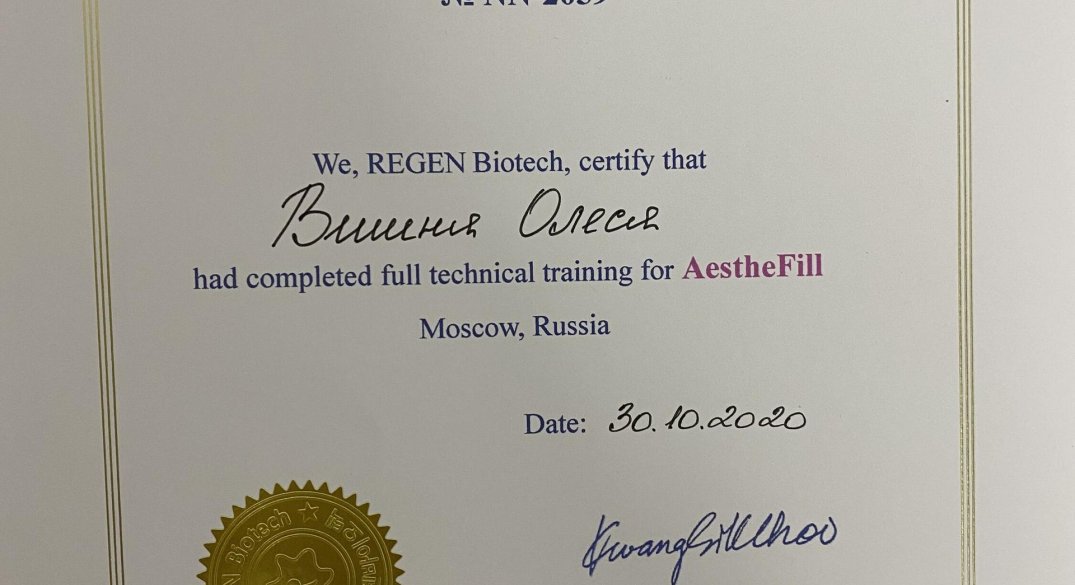 We, REGEN Biotech, certify that
Вишня Олеся
had completed full technical training for AestheFill
Moscow, Russia
Date: 30.10.2020
Biotech